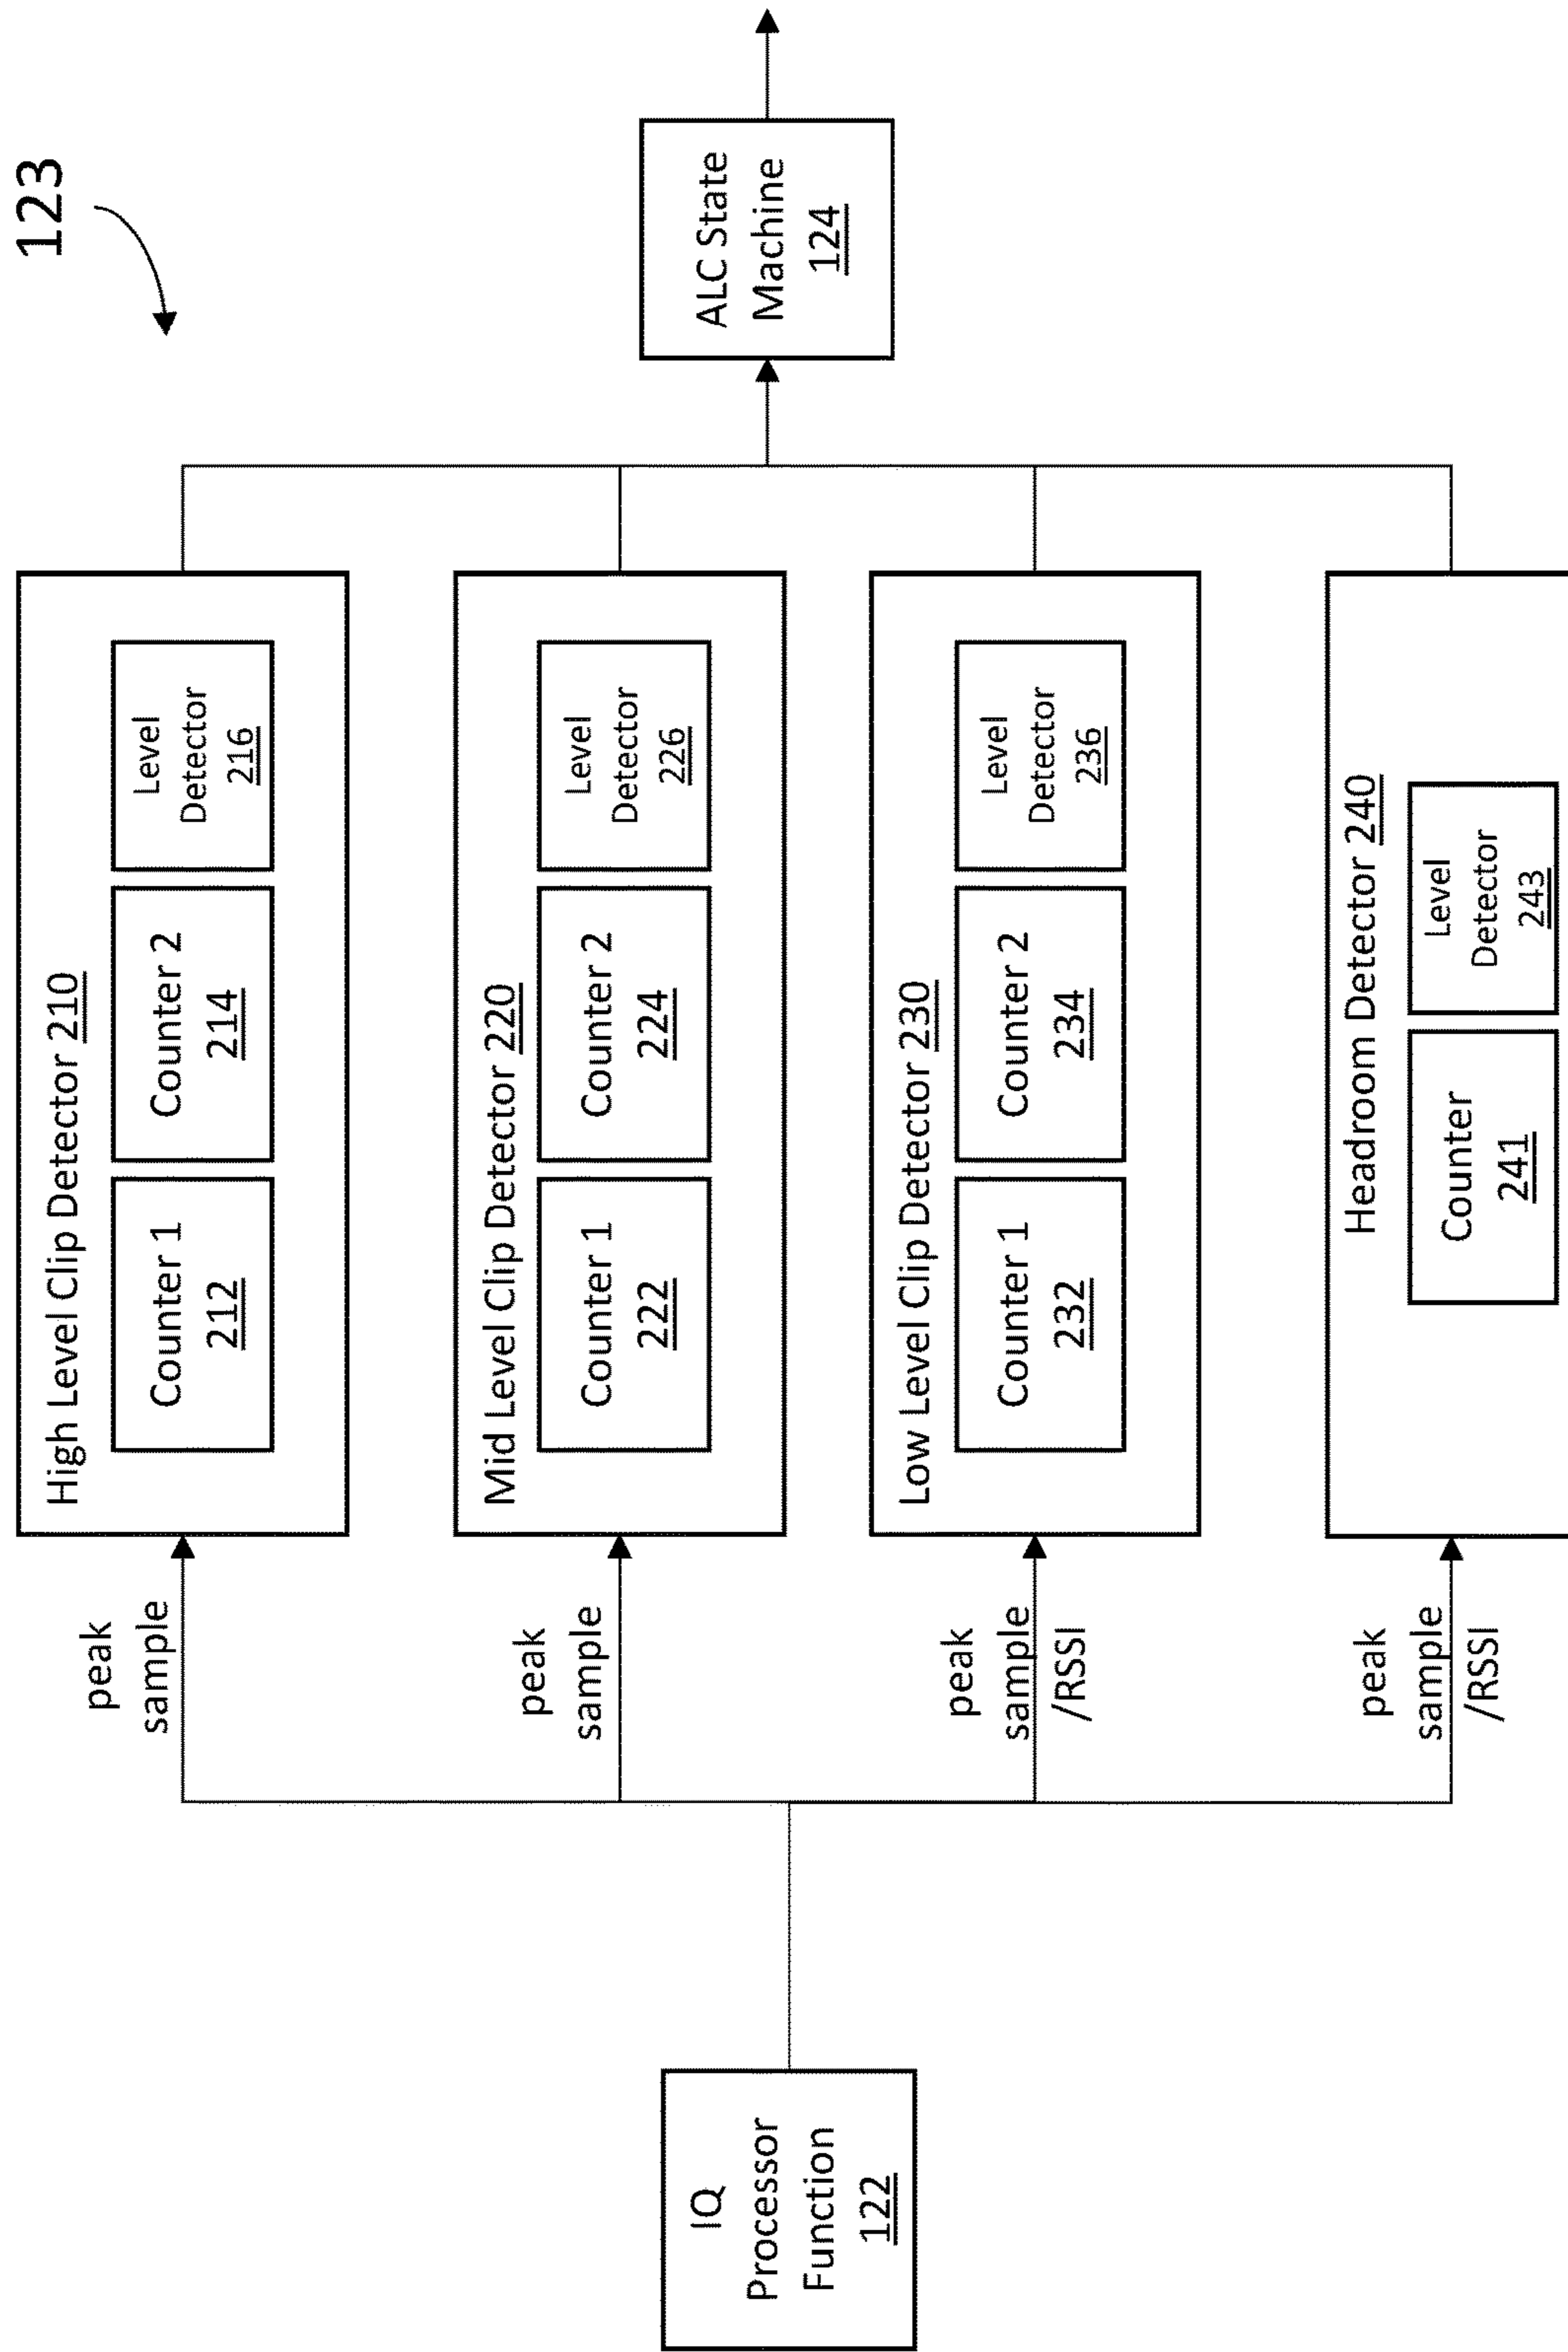 123
IQ
Processor
Function
122
peak
sample
High Level Clip Detector 210
Counter 1
212
Counter 2
214
Level
Detector
216
peak
sample
Mid Level Clip Detector 220
Counter 1
222
Counter 2
224
Level
Detector
226
peak
sample
/RSSI
Low Level Clip Detector 230
Counter 1
232
Counter 2
234
Level
Detector
236
peak
sample
/RSSI
Headroom Detector 240
Counter
241
Level
Detector
243
ALC State
Machine
124